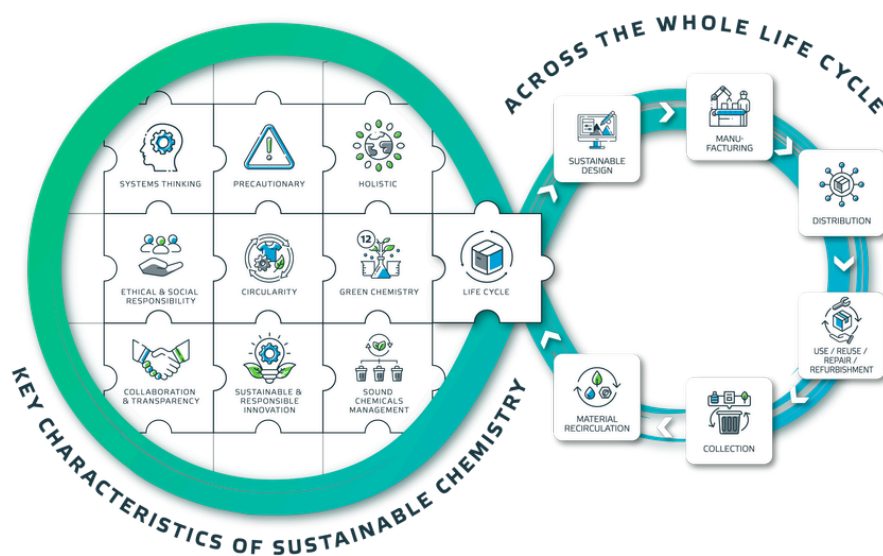 ACROSS THE WHOLE LIFE CYCLE
SYSTEMS THINKING
PRECAUTIONARY
HOLISTIC
ETHICAL & SOCIAL
RESPONSIBILITY
CIRCULARITY
12
GREEN CHEMISTRY
LIFE CYCLE
COLLABORATION
& TRANSPARENCY
SUSTAINABLE &
RESPONSIBLE
INNOVATION
SOUND
CHEMICALS
MANAGEMENT
KEY CHARACTERISTICS OF SUSTAINABLE CHEMISTRY
SUSTAINABLE
DESIGN
MANU-
FACTURING
DISTRIBUTION
USE / REUSE /
REPAIR /
REFURBISHMENT
COLLECTION
MATERIAL
RECIRCULATION